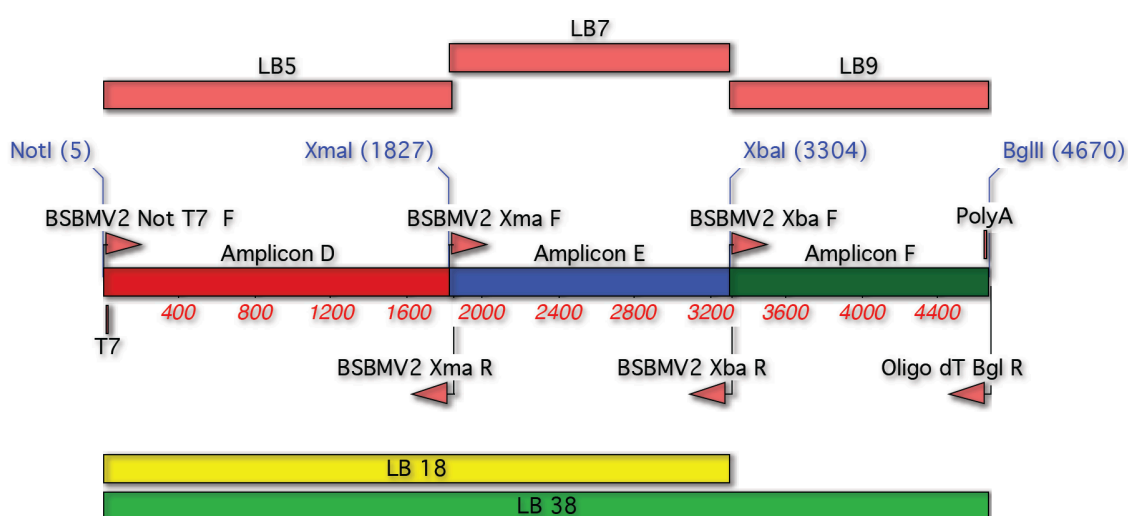 LB7
LB5
LB9
NotI (5)
XmaI (1827)
XbaI (3304)
BglII (4670)
BSBMV2 Not T7 F
BSBMV2 Xma F
BSBMV2 Xba F
PolyA
Amplicon D
Amplicon E
Amplicon F
400 800 1200 1600 2000 2400 2800 3200 3600 4000 4400
T7
BSBMV2 Xma R
BSBMV2 Xba R
Oligo dT Bgl R
LB 18
LB 38